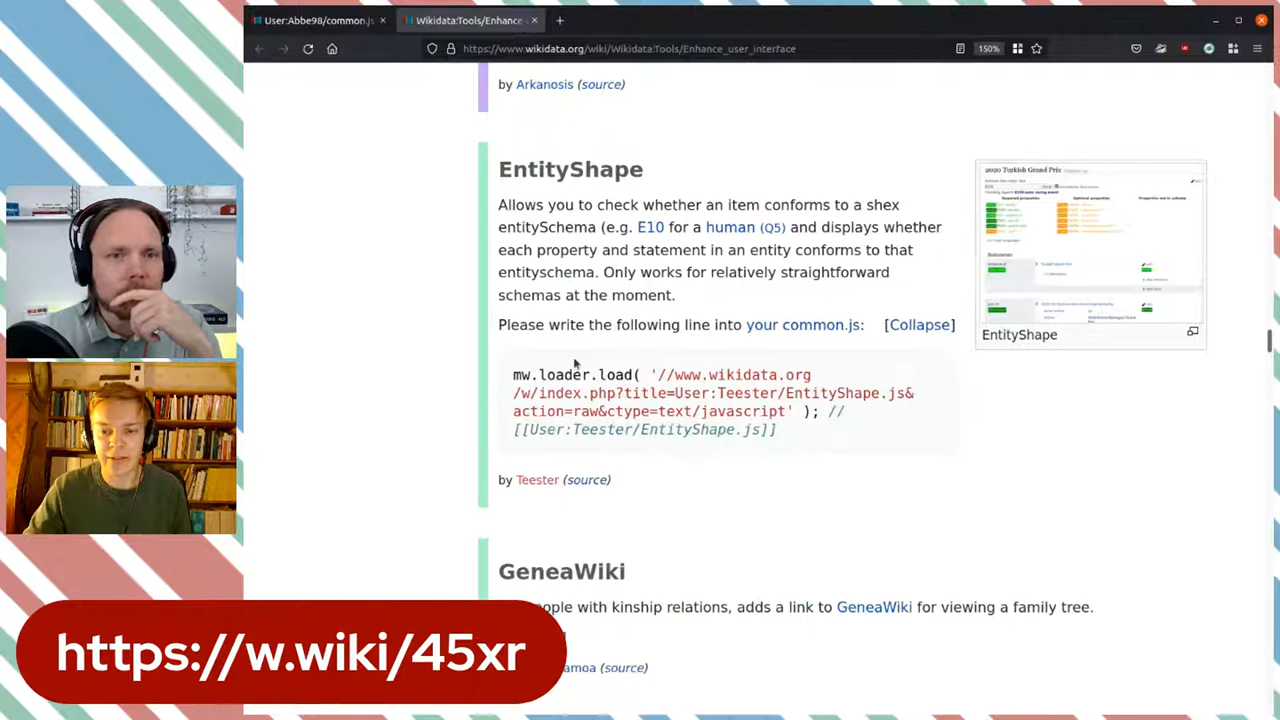 User:Abbe98/common.js
Wikidata:Tools/Enhance
https://www.wikidata.org/wiki/Wikidata:Tools/Enhance_user_interface
150%
by Arkanosis (source)
EntityShape
Allows you to check whether an item conforms to a shex
entitySchema (e.g. E10 for a human (Q5) and displays whether
each property and statement in an entity conforms to that
entityschema. Only works for relatively straightforward
schemas at the moment.
Please write the following line into your common.js: [Collapse]
mw.loader.load( '//www.wikidata.org
/w/index.php?title=User:Teester/EntityShape.js&
action=raw&ctype=text/javascript' ); //
[[User:Teester/EntityShape.js]]
by Teester (source)
2020 Turkish Grand Prix
EntityShape
GeneaWiki
people with kinship relations, adds a link to GeneaWiki for viewing a family tree.
(source)
https://w.wiki/45xr